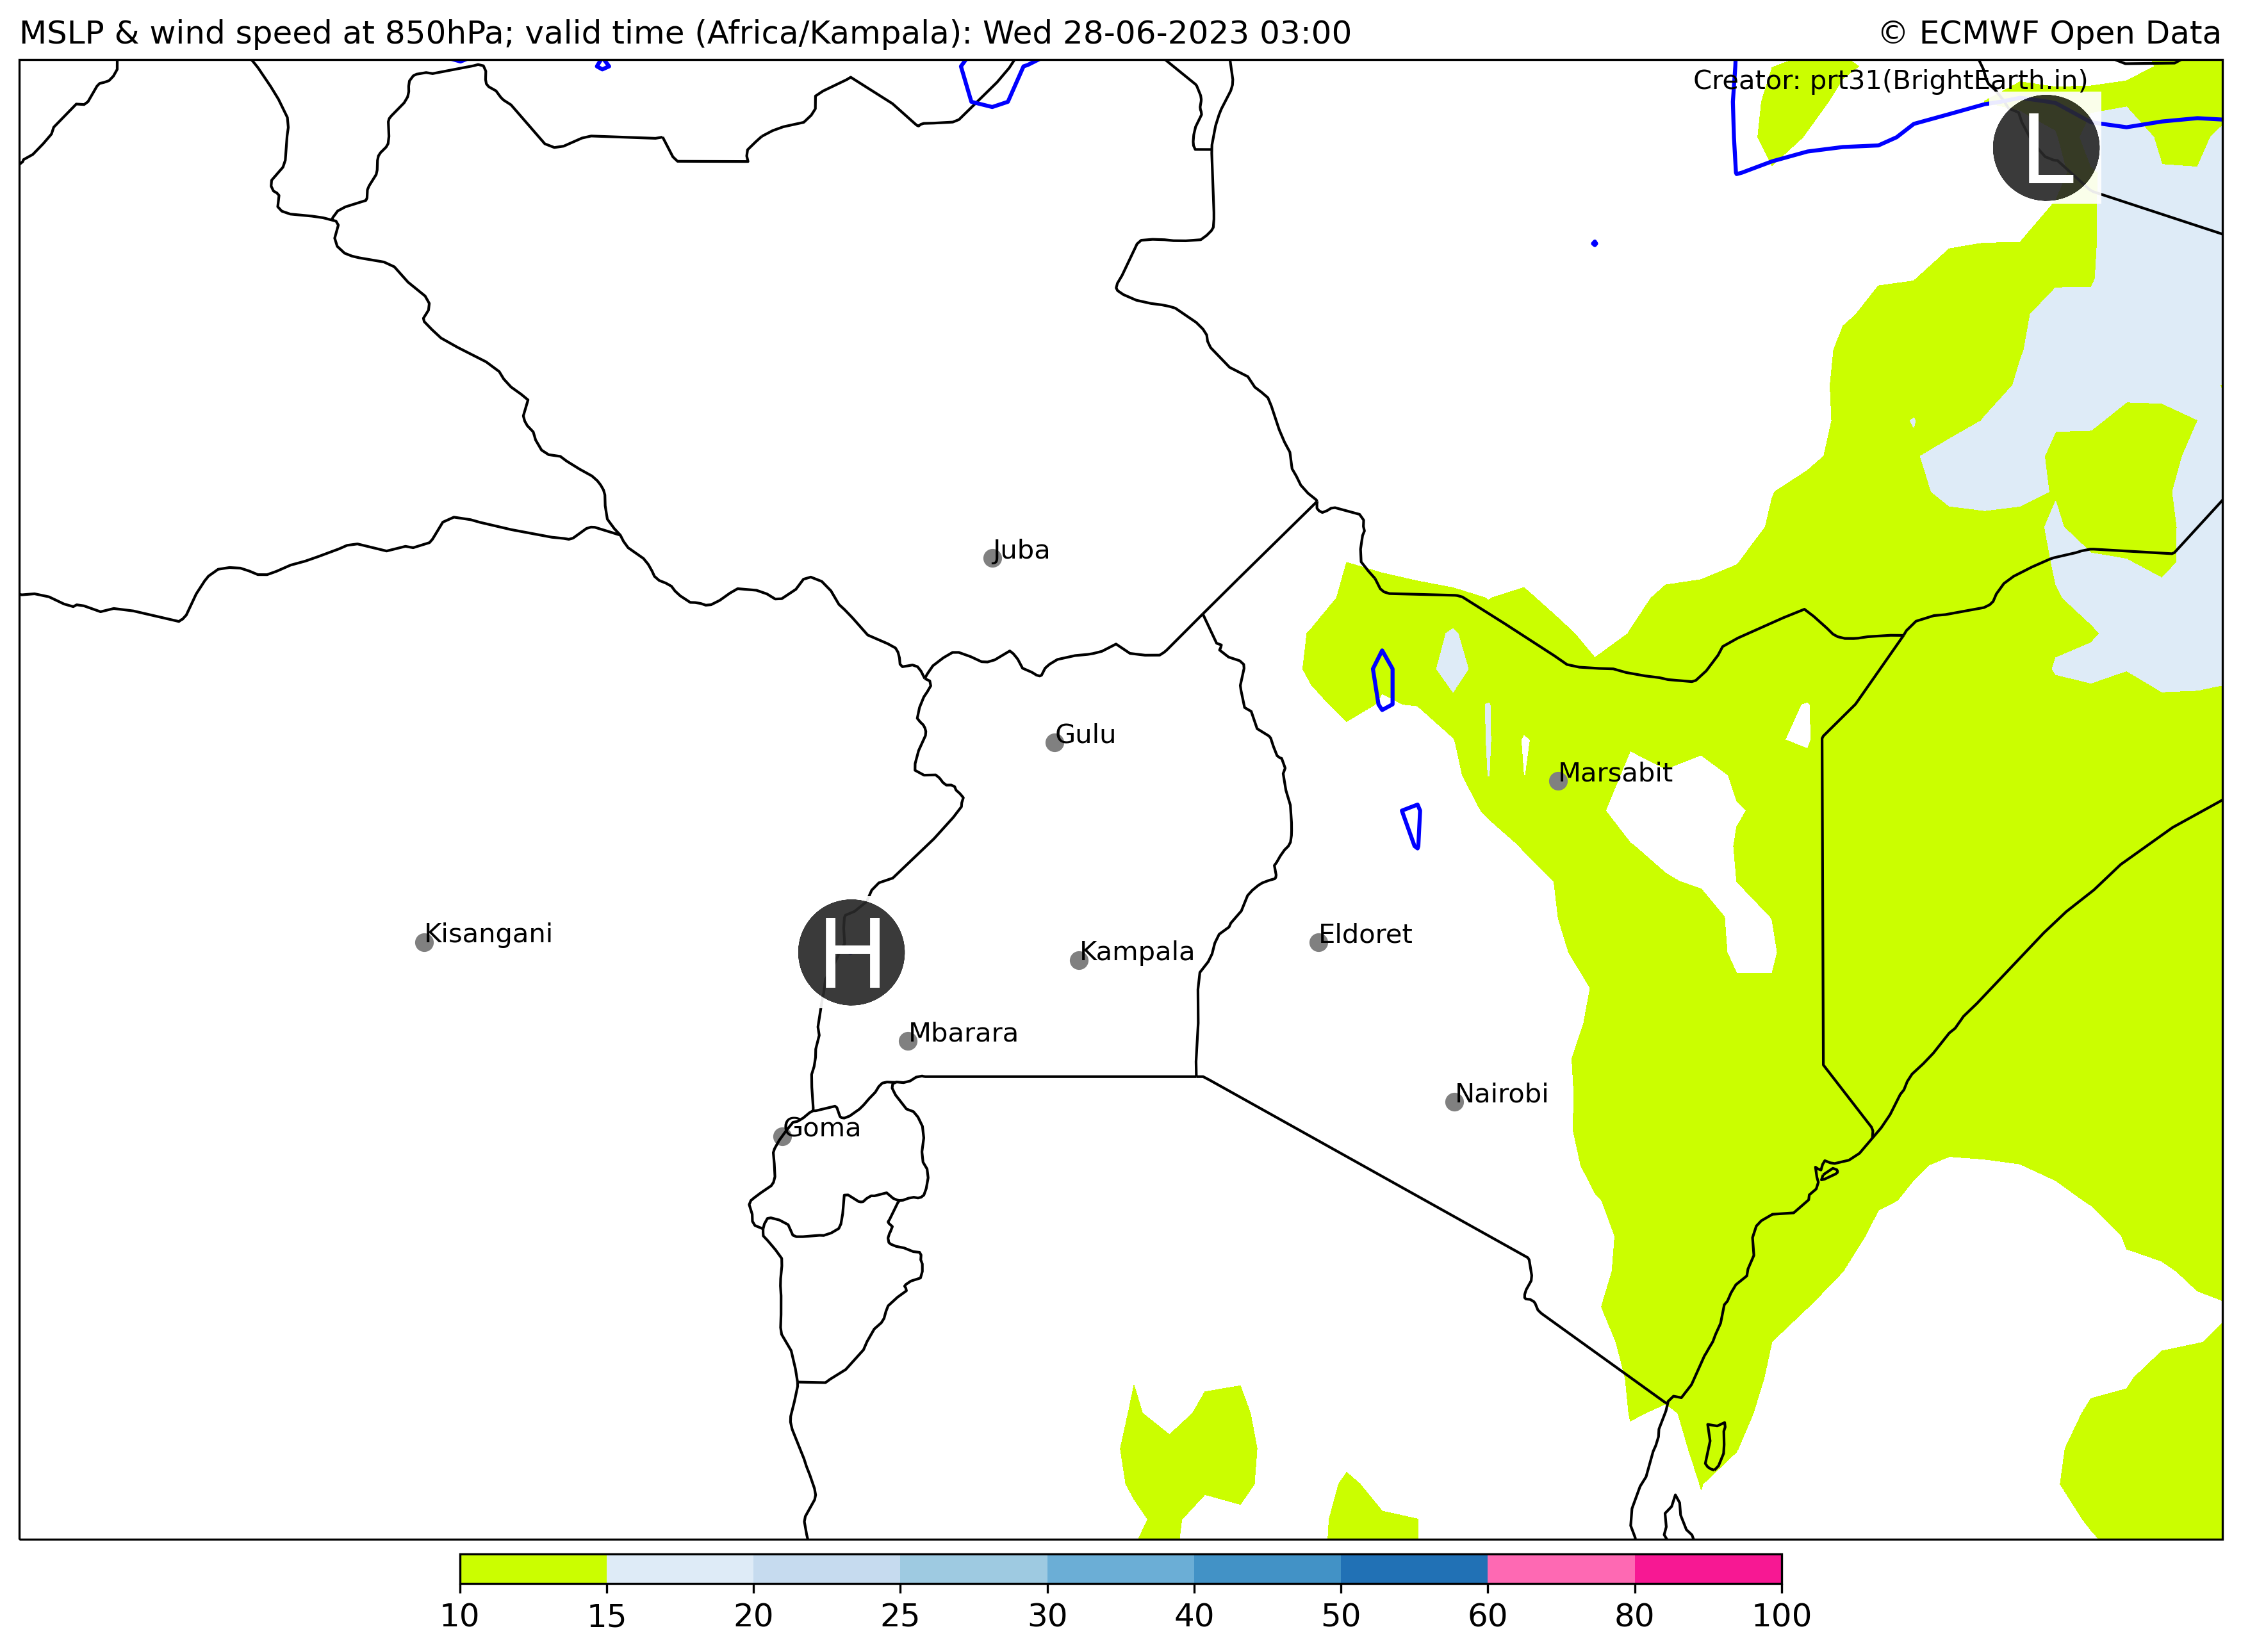 MSLP & wind speed at 850hPa; valid time (Africa/Kampala): Wed 28-06-2023 03:00
© ECMWF Open Data
Creator: prt31(BrightEarth.in)
L
Juba
Gulu
Marsabit
Kisangani
H
Eldoret
Kampala
Mbarara
Nairobi
Goma
10 15 20 25 30 40 50 60 80 100